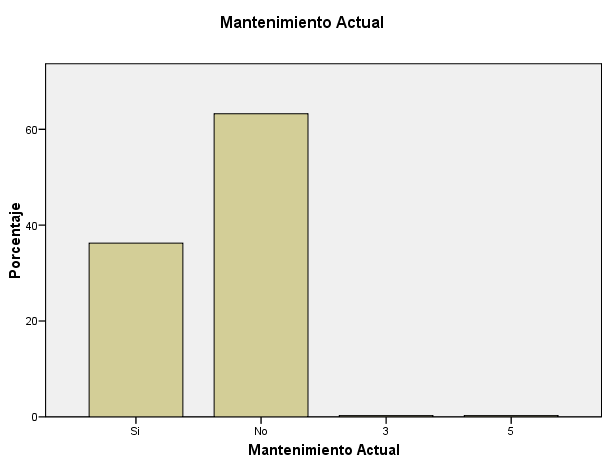 Mantenimiento Actual
Porcentaje
60
40
20
0
Si
No
3
5
Mantenimiento Actual